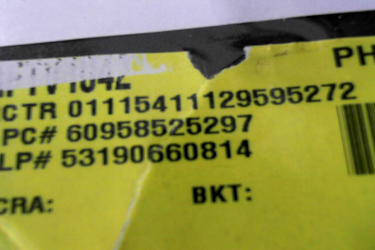 PH
CTR 01115411129595272
PC# 60958525297
LP# 53190660814
CRA: BKT: